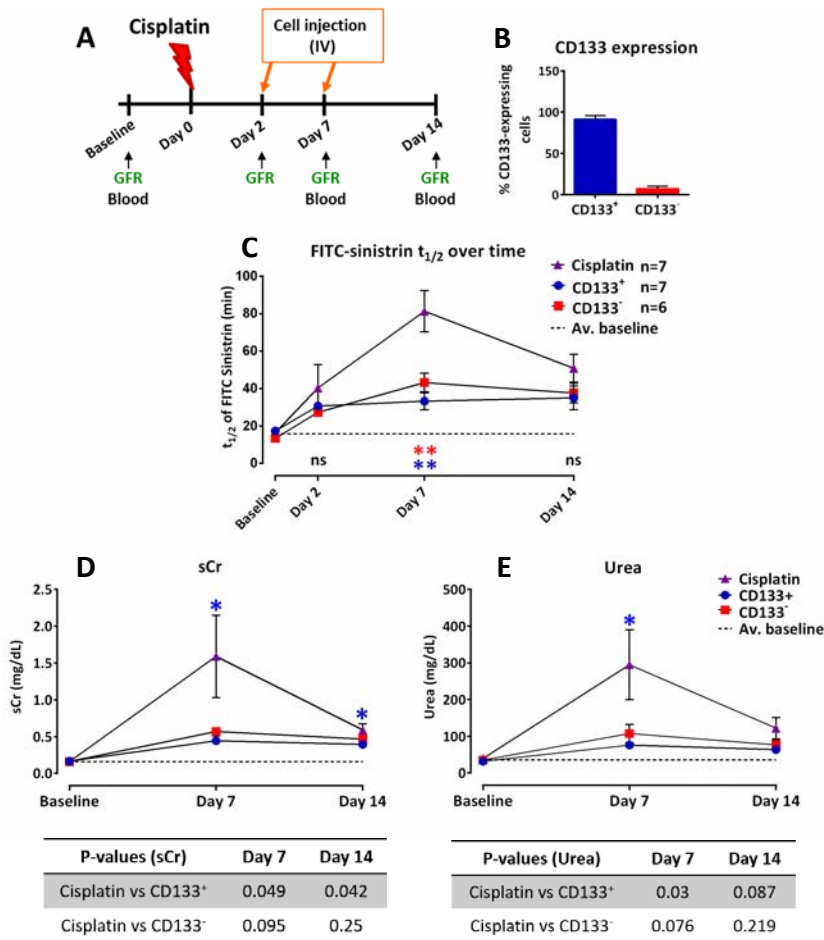 A
Cisplatin
Cell injection
(IV)
Baseline
Day 0
Day 2
Day 7
Day 14
GFR
Blood
GFR
GFR
Blood
GFR
Blood
B
CD133 expression
% CD133-expressing
cells
150
100
50
0
CD133+
CD133-
C
FITC-sinistrin t1/2 over time
t1/2 of FITC Sinistrin (min)
100
80
60
40
20
0
Cisplatin n=7
CD133+ n=7
CD133- n=6
Av. baseline
ns
**
**
ns
Baseline
Day 2
Day 7
Day 14
D
sCr
sCr (mg/dL)
2.5
2.0
1.5
1.0
0.5
0.0
*
*
Baseline
Day 7
Day 14
E
Urea
Urea (mg/dL)
500
400
300
200
100
0
*
Cisplatin
CD133+
CD133-
Av. baseline
Baseline
Day 7
Day 14
P-values (sCr) Day 7 Day 14
Cisplatin vs CD133+ 0.049 0.042
Cisplatin vs CD133- 0.095 0.25
P-values (Urea) Day 7 Day 14
Cisplatin vs CD133+ 0.03 0.087
Cisplatin vs CD133- 0.076 0.219